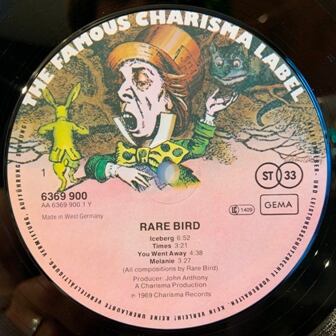 THE FAMOUS CHARISMA LABEL
1
6369 900
AA 6369 900 1 Y
Made in West Germany
ST 33
LC 1409
GEMA
RARE BIRD
Iceberg 6:52
Times 3:21
You Went Away 4:38
Melanie 3:27
(All compositions by Rare Bird)
Producer: John Anthony
A Charisma Production
℗ 1969 Charisma Records